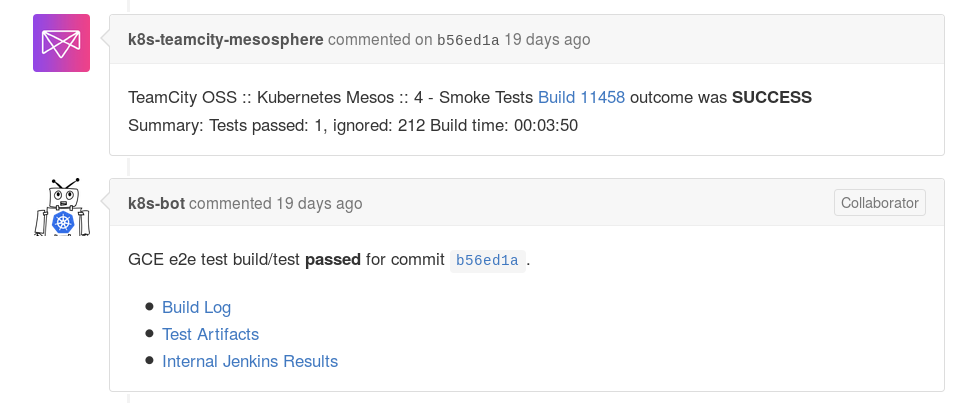 k8s-teamcity-mesosphere commented on b56ed1a 19 days ago
TeamCity OSS :: Kubernetes Mesos :: 4 - Smoke Tests Build 11458 outcome was SUCCESS
Summary: Tests passed: 1, ignored: 212 Build time: 00:03:50
k8s-bot commented 19 days ago Collaborator
GCE e2e test build/test passed for commit b56ed1a.
Build Log
Test Artifacts
Internal Jenkins Results